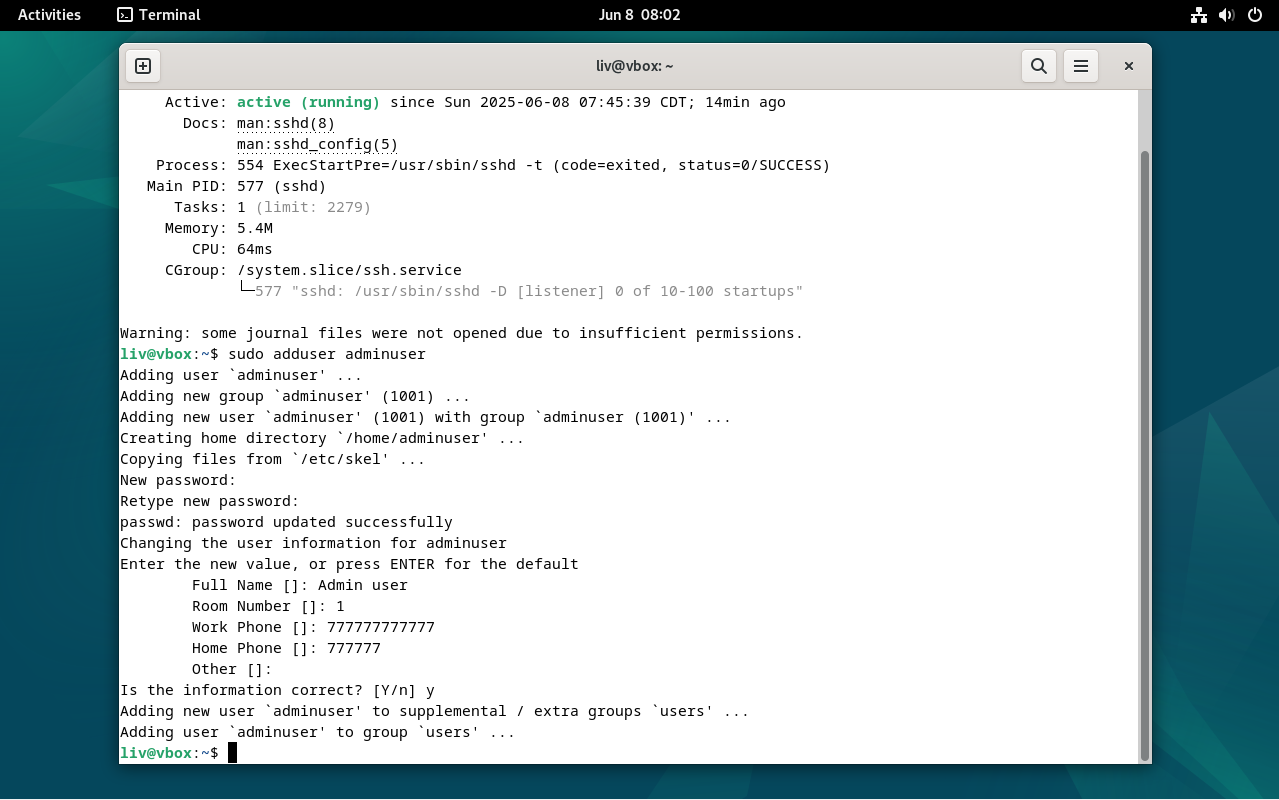 Activities Terminal Jun 8 08:02
liv@vbox: ~
Active: active (running) since Sun 2025-06-08 07:45:39 CDT; 14min ago
Docs: man:sshd(8)
man:sshd_config(5)
Process: 554 ExecStartPre=/usr/sbin/sshd -t (code=exited, status=0/SUCCESS)
Main PID: 577 (sshd)
Tasks: 1 (limit: 2279)
Memory: 5.4M
CPU: 64ms
CGroup: /system.slice/ssh.service
└─577 "sshd: /usr/sbin/sshd -D [listener] 0 of 10-100 startups"
Warning: some journal files were not opened due to insufficient permissions.
liv@vbox:~$ sudo adduser adminuser
Adding user `adminuser' ...
Adding new group `adminuser' (1001) ...
Adding new user `adminuser' (1001) with group `adminuser (1001)' ...
Creating home directory `/home/adminuser' ...
Copying files from `/etc/skel' ...
New password:
Retype new password:
passwd: password updated successfully
Changing the user information for adminuser
Enter the new value, or press ENTER for the default
Full Name []: Admin user
Room Number []: 1
Work Phone []: 777777777777
Home Phone []: 777777
Other []:
Is the information correct? [Y/n] y
Adding new user `adminuser' to supplemental / extra groups `users' ...
Adding user `adminuser' to group `users' ...
liv@vbox:~$